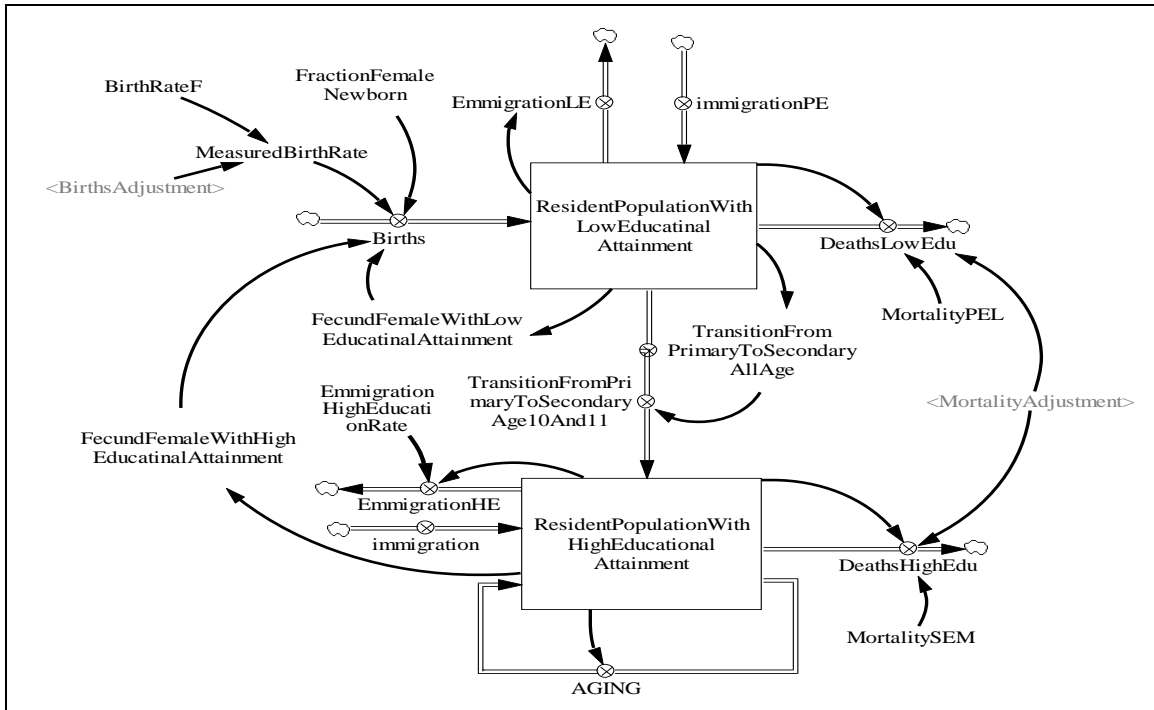 BirthRateF
FractionFemale
Newborn
EmmigrationLE
immigrationPE
MeasuredBirthRate
<BirthsAdjustment>
Births
ResidentPopulationWith
LowEducatinal
Attainment
DeathsLowEdu
MortalityPEL
FecundFemaleWithLow
EducatinalAttainment
TransitionFrom
PrimaryToSecondary
AllAge
TransitionFromPri
maryToSecondary
Age10And11
Emmigration
HighEducati
onRate
<MortalityAdjustment>
FecundFemaleWithHigh
EducatinalAttainment
EmmigrationHE
immigration
ResidentPopulationWith
HighEducational
Attainment
DeathsHighEdu
MortalitySEM
AGING